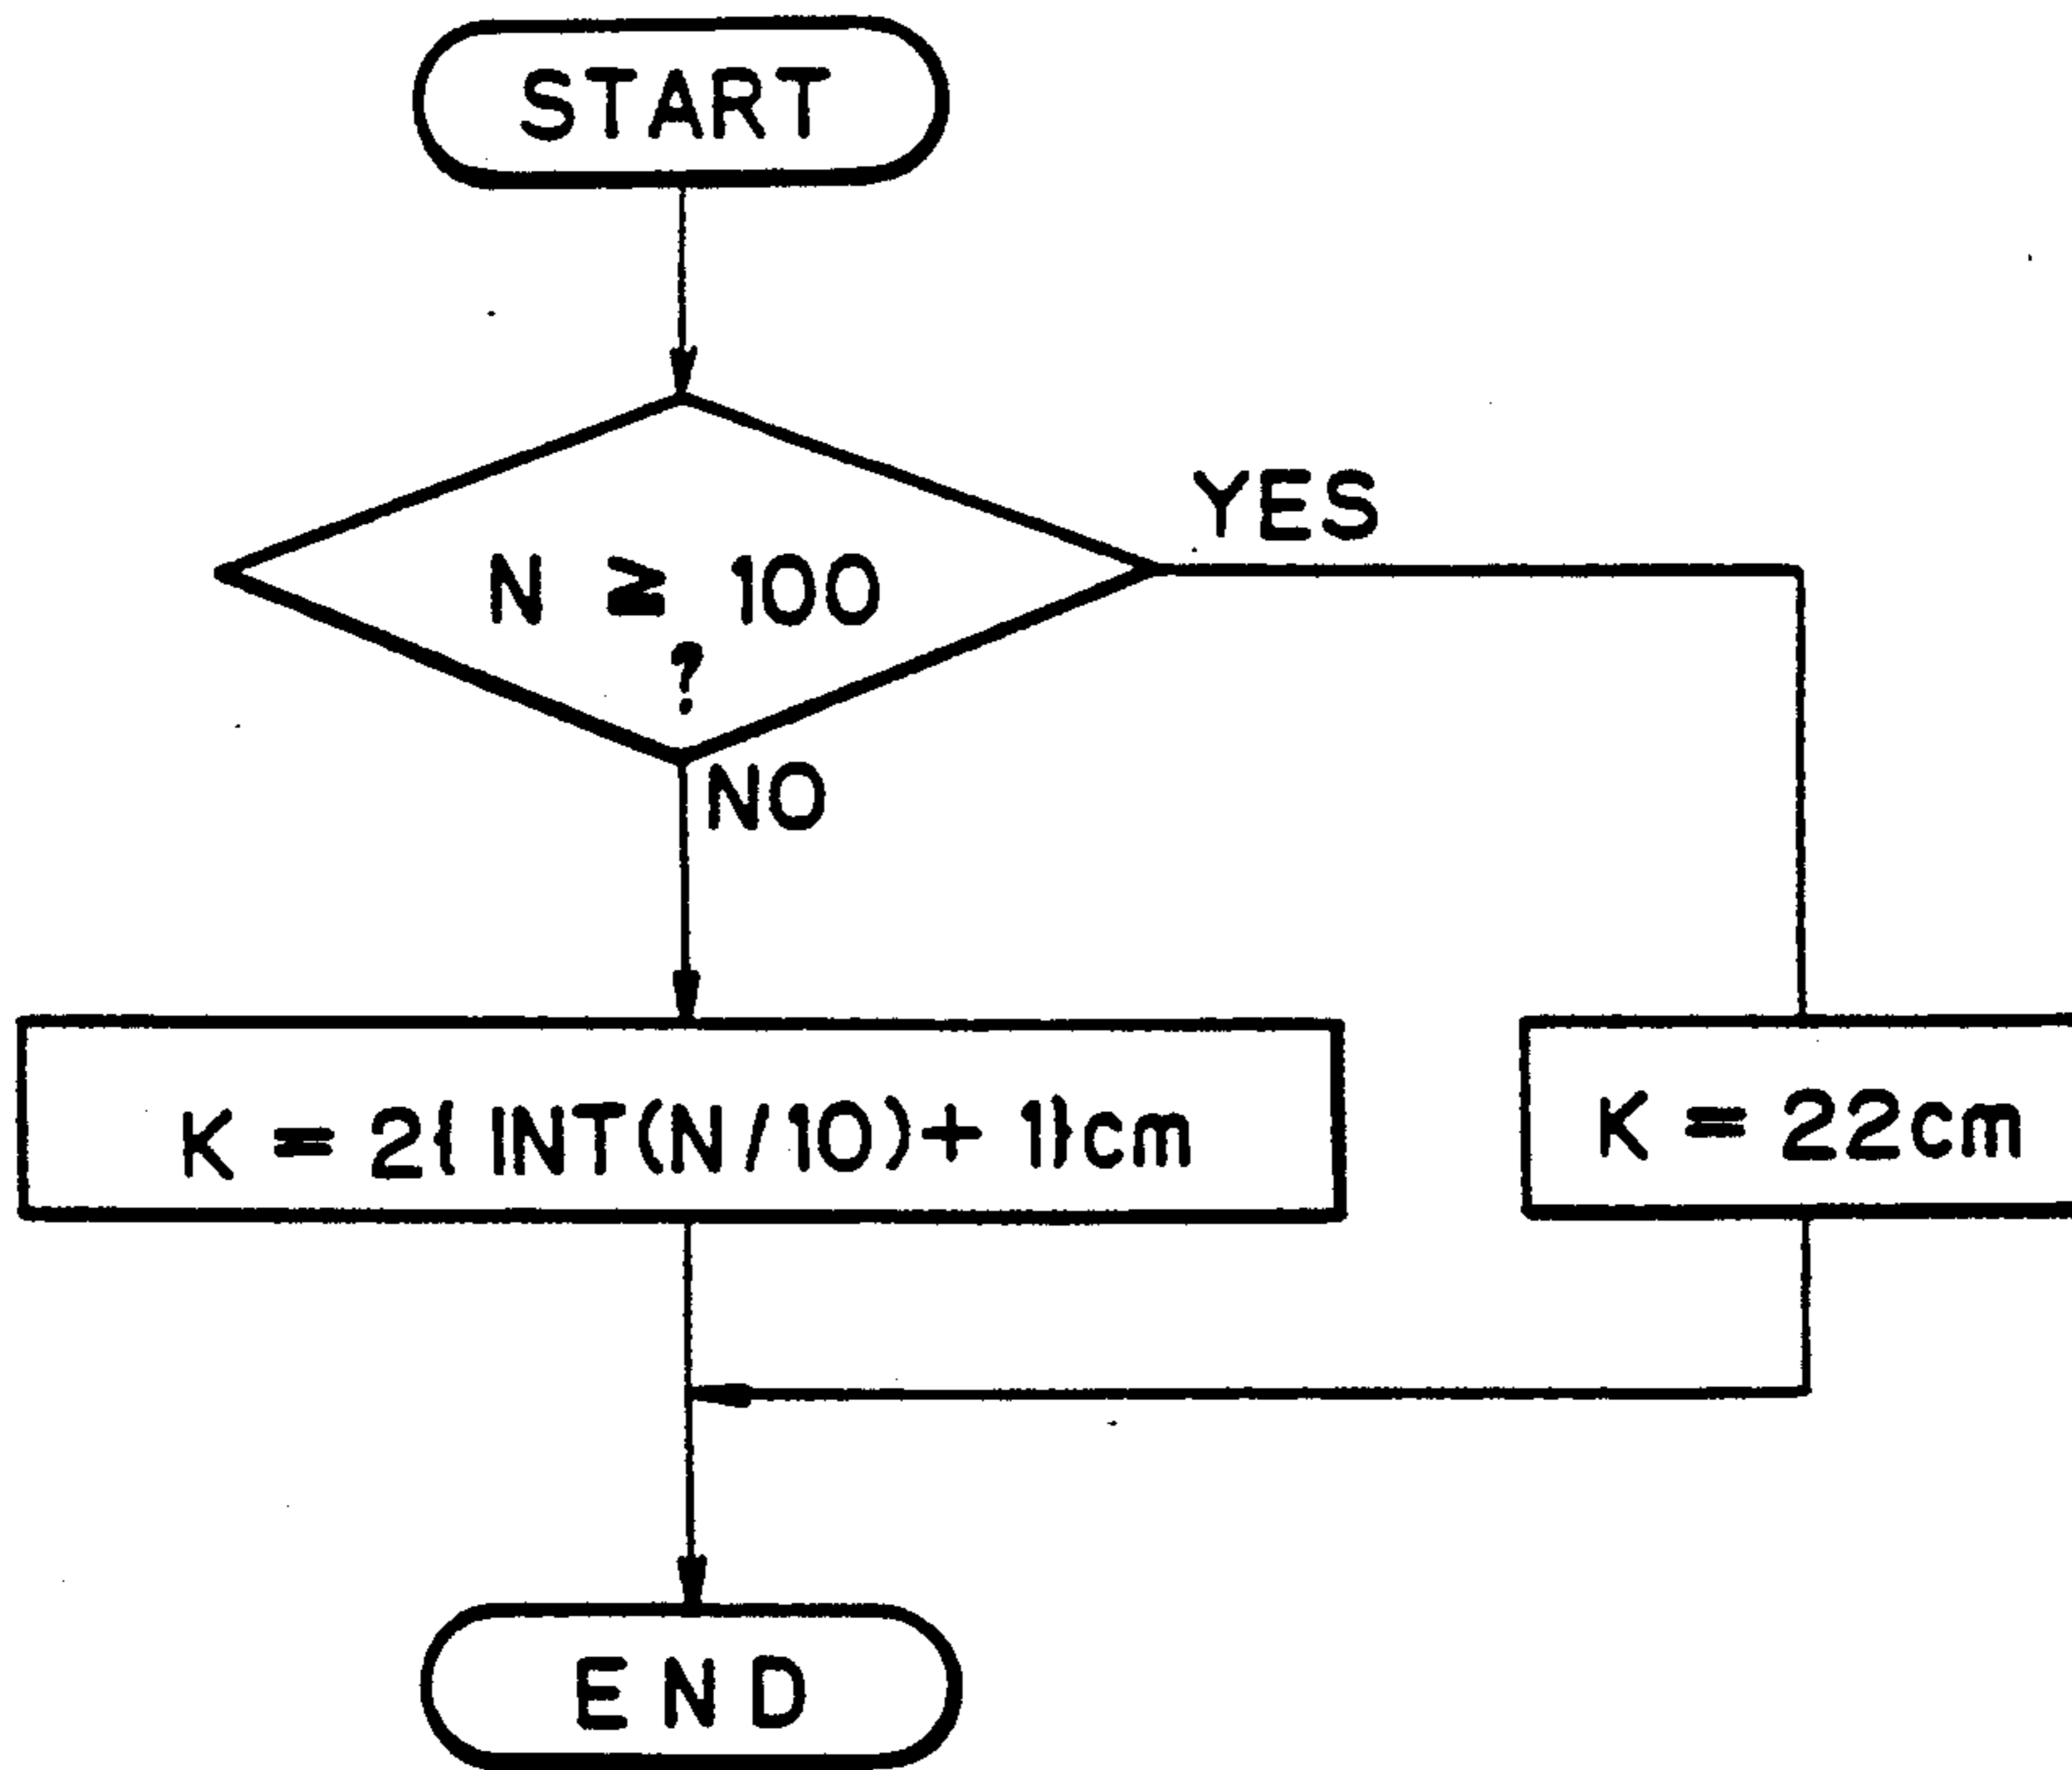 START
YES
N ≥ 100
?
NO
K = 2{ INT(N/10)+ 1}cm
K = 22cm
END